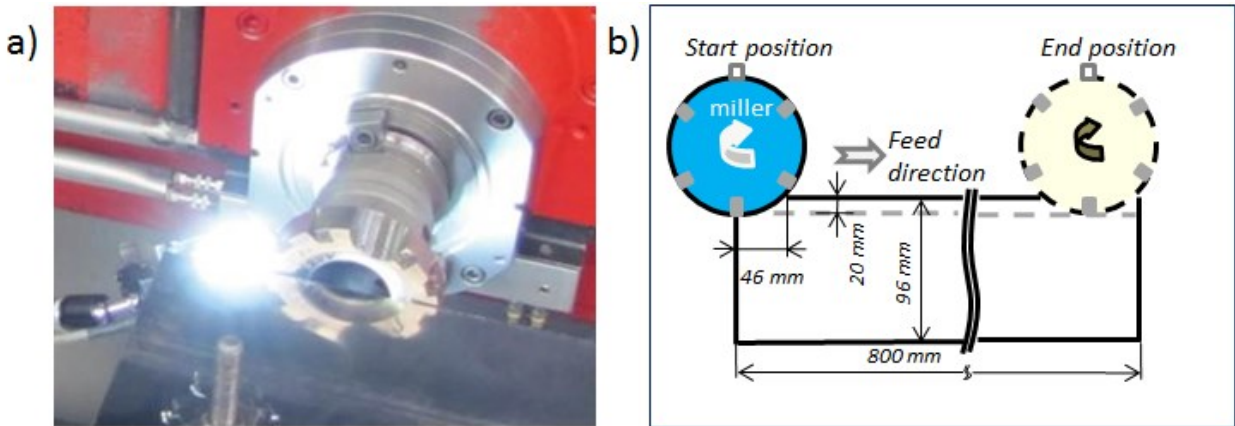 a)
b)
Start position
End position
miller
Feed
direction
46 mm
20 mm
96 mm
800 mm